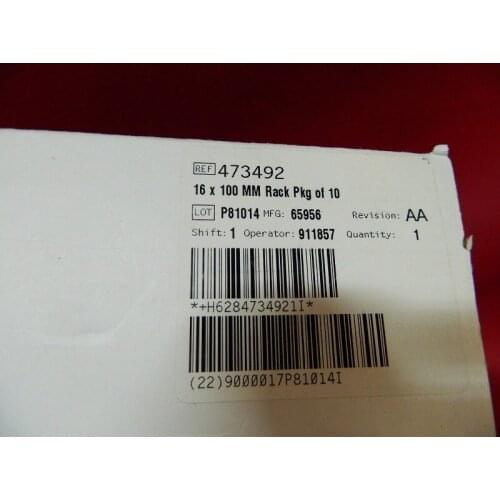 REF 473492
16 x 100 MM Rack Pkg of 10
LOT P81014 MFG: 65956 Revision: AA
Shift: 1 Operator: 911857 Quantity: 1
*+H6284734921I*
(22)9000017P81014I